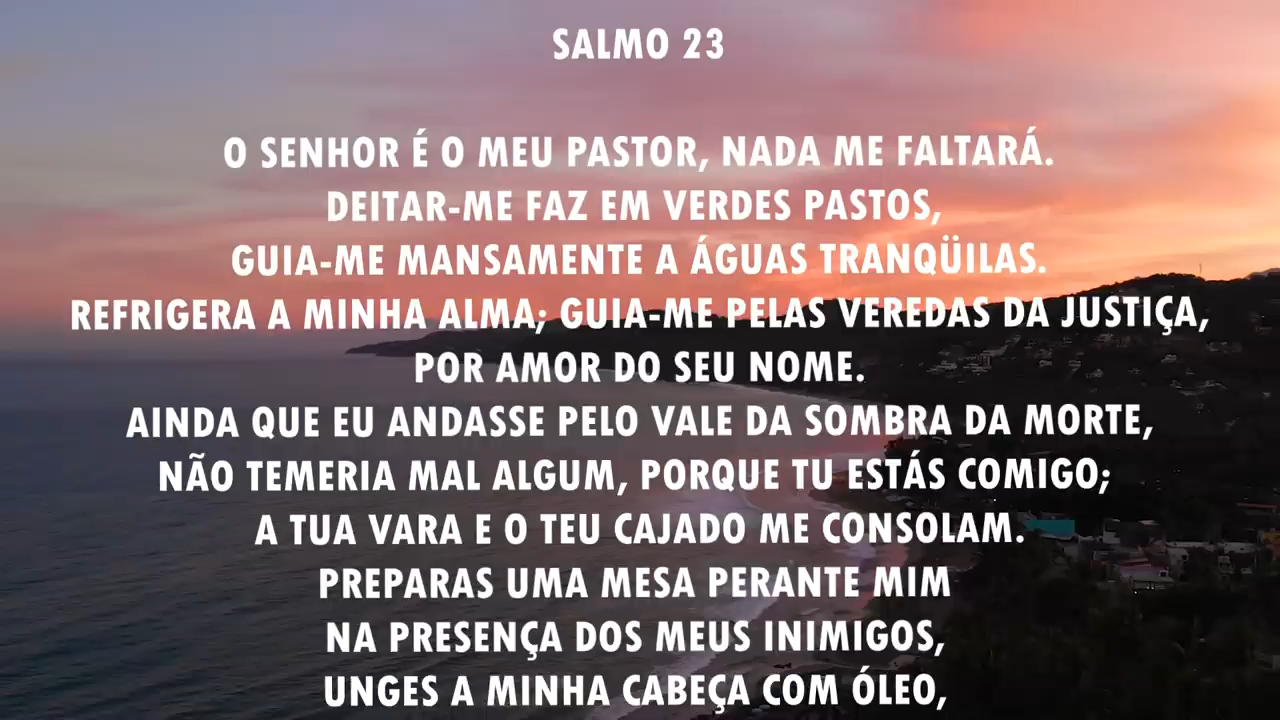 SALMO 23
O SENHOR É O MEU PASTOR, NADA ME FALTARÁ.
DEITAR-ME FAZ EM VERDES PASTOS,
GUIA-ME MANSAMENTE A ÁGUAS TRANQÜILAS.
REFRIGERA A MINHA ALMA; GUIA-ME PELAS VEREDAS DA JUSTIÇA,
POR AMOR DO SEU NOME.
AINDA QUE EU ANDASSE PELO VALE DA SOMBRA DA MORTE,
NÃO TEMERIA MAL ALGUM, PORQUE TU ESTÁS COMIGO;
A TUA VARA E O TEU CAJADO ME CONSOLAM.
PREPARAS UMA MESA PERANTE MIM
NA PRESENÇA DOS MEUS INIMIGOS,
UNGES A MINHA CABEÇA COM ÓLEO,